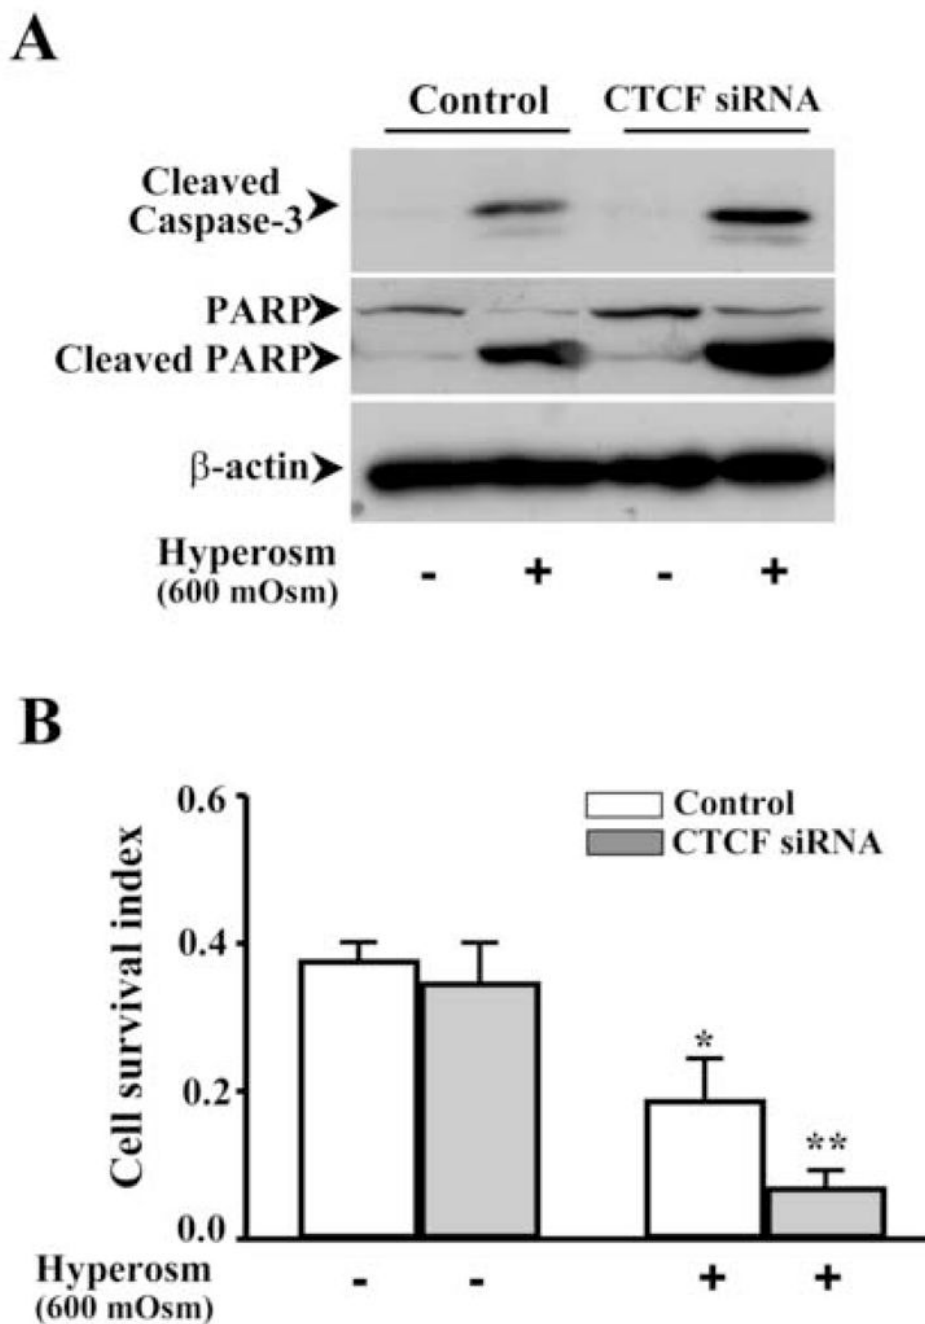 A
Control CTCF siRNA
Cleaved
Caspase-3
PARP
Cleaved PARP
β-actin
Hyperosm
(600 mOsm)
- + - +
B
Cell survival index
0.6
0.4
0.2
0.0
Control
CTCF siRNA
*
**
Hyperosm
(600 mOsm)
- - + +